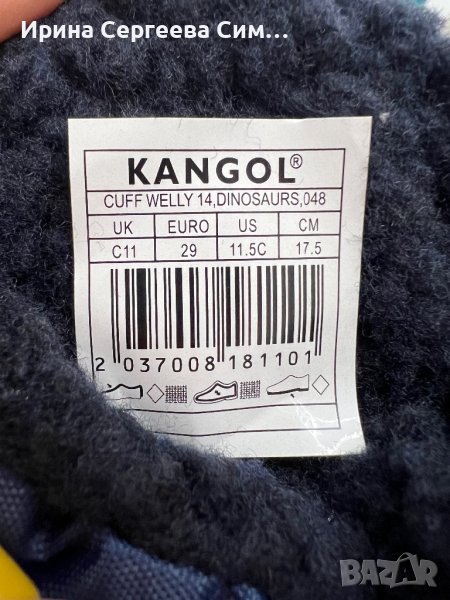 Ирина Сергеева Сим...
KANGOL®
CUFF WELLY 14,DINOSAURS,048
UK EURO US CM
C11 29 11.5C 17.5
2 037008 181101
BAZAR